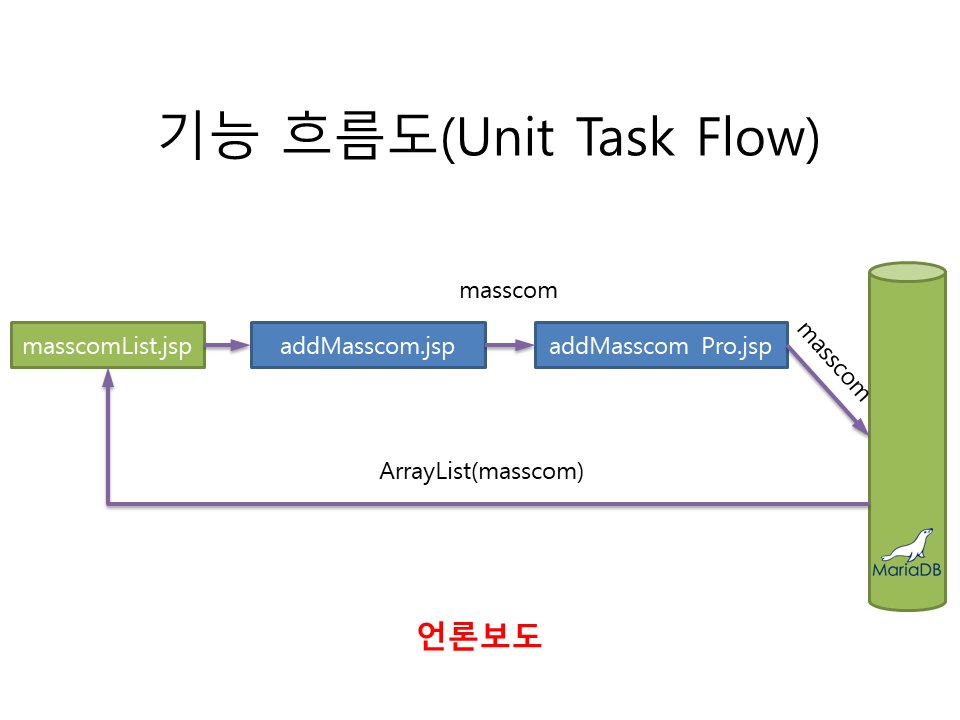 기능 흐름도(Unit Task Flow)
masscom
masscomList.jsp
addMasscom.jsp
addMasscom Pro.jsp
masscom
ArrayList(masscom)
MariaDB
언론보도